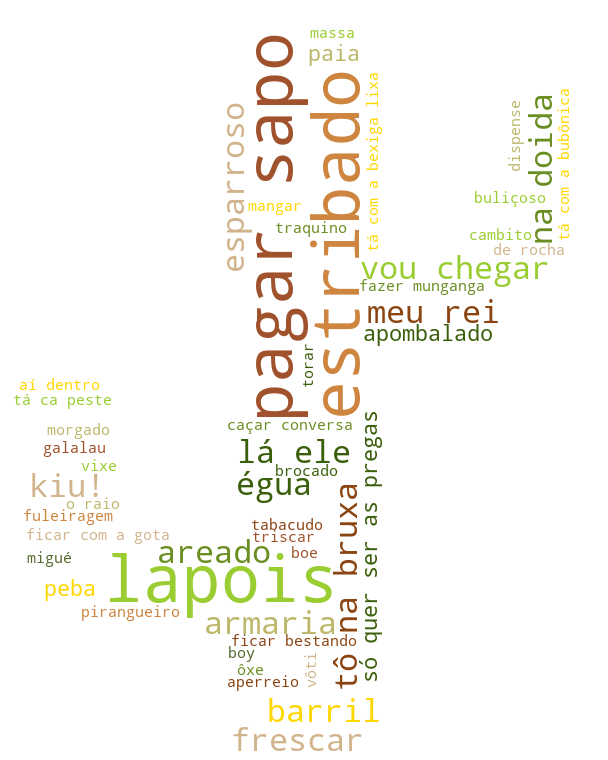 massa
paia
pagar sapo
estribado
tá com a bexiga lixa
esparroso
dispense
na doida
tá com a bubônica
mangar
traquino
buliçoso
cambito
de rocha
vou chegar
fazer munganga
meu rei
apombalado
torar
aí dentro
tá ca peste
caçar conversa
morgado
galalau
lá ele
vixe
brocado
kiu!
égua
o raio
fuleiragem
tabacudo
ficar com a gota
triscar
areado
boe
migué
lapois
peba
pirangueiro
armaria
tô na bruxa
só quer ser as pregas
ficar bestando
boy
ôxe
vôti
aperreio
barril
frescar